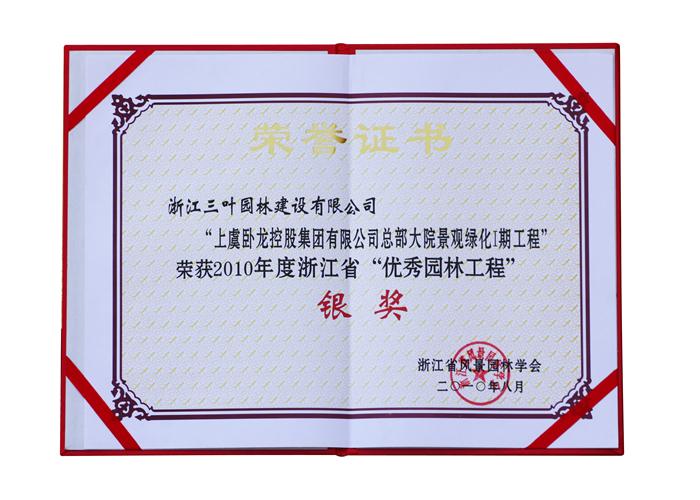 荣誉证书
浙江三叶园林建设有限公司
“上虞卧龙控股集团有限公司总部大院景观绿化I期工程”
荣获2010年度浙江省“优秀园林工程”
银奖
浙江省风景园林学会
二〇一〇年八月